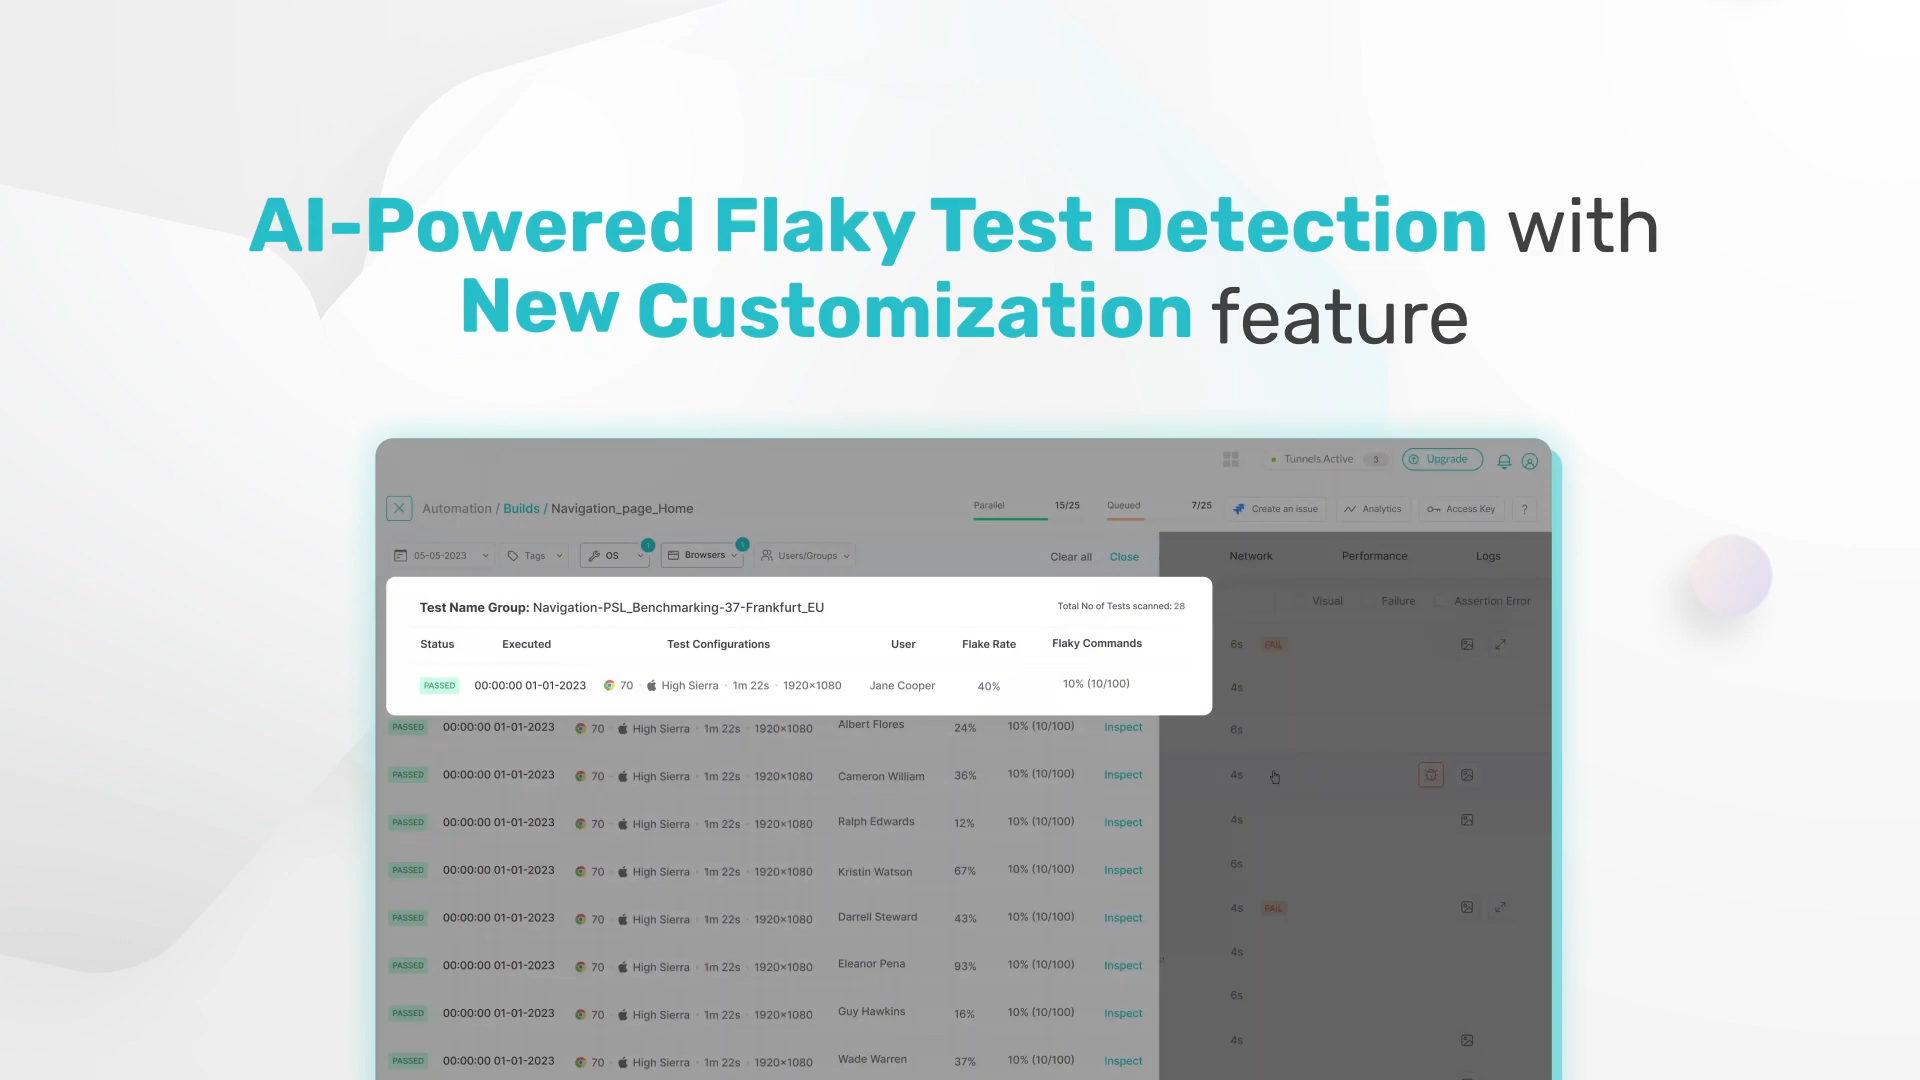 AI-Powered Flaky Test Detection with
New Customization feature
Tunnels Active 3 Upgrade
Automation / Builds / Navigation_page_Home Parallel 15/25 Queued 7/25 Create an issue Analytics Access Key ?
05-05-2023 Tags OS 1 Browsers 1 Users/Groups Clear all Close Network Performance Logs
Test Name Group: Navigation-PSL_Benchmarking-37-Frankfurt_EU Total No of Tests scanned: 28 Visual Failure Assertion Error
Status Executed Test Configurations User Flake Rate Flaky Commands 6s FAIL
PASSED 00:00:00 01-01-2023 70 High Sierra 1m 22s 1920×1080 Jane Cooper 40% 10% (10/100) 4s
PASSED 00:00:00 01-01-2023 70 High Sierra 1m 22s 1920×1080 Albert Flores 24% 10% (10/100) Inspect 6s
PASSED 00:00:00 01-01-2023 70 High Sierra 1m 22s 1920×1080 Cameron William 36% 10% (10/100) Inspect 4s
PASSED 00:00:00 01-01-2023 70 High Sierra 1m 22s 1920×1080 Ralph Edwards 12% 10% (10/100) Inspect 4s
PASSED 00:00:00 01-01-2023 70 High Sierra 1m 22s 1920×1080 Kristin Watson 67% 10% (10/100) Inspect 6s
PASSED 00:00:00 01-01-2023 70 High Sierra 1m 22s 1920×1080 Darrell Steward 43% 10% (10/100) Inspect 4s FAIL
PASSED 00:00:00 01-01-2023 70 High Sierra 1m 22s 1920×1080 Eleanor Pena 93% 10% (10/100) Inspect 4s
6s
PASSED 00:00:00 01-01-2023 70 High Sierra 1m 22s 1920×1080 Guy Hawkins 16% 10% (10/100) Inspect
4s
PASSED 00:00:00 01-01-2023 70 High Sierra 1m 22s 1920×1080 Wade Warren 37% 10% (10/100) Inspect